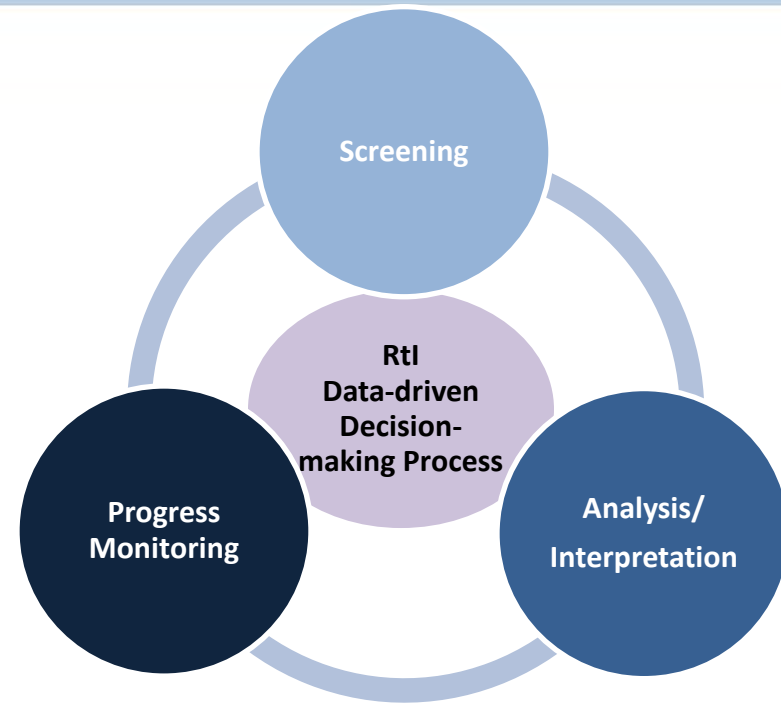 Screening
RtI
Data-driven
Decision-
making Process
Progress
Monitoring
Analysis/
Interpretation